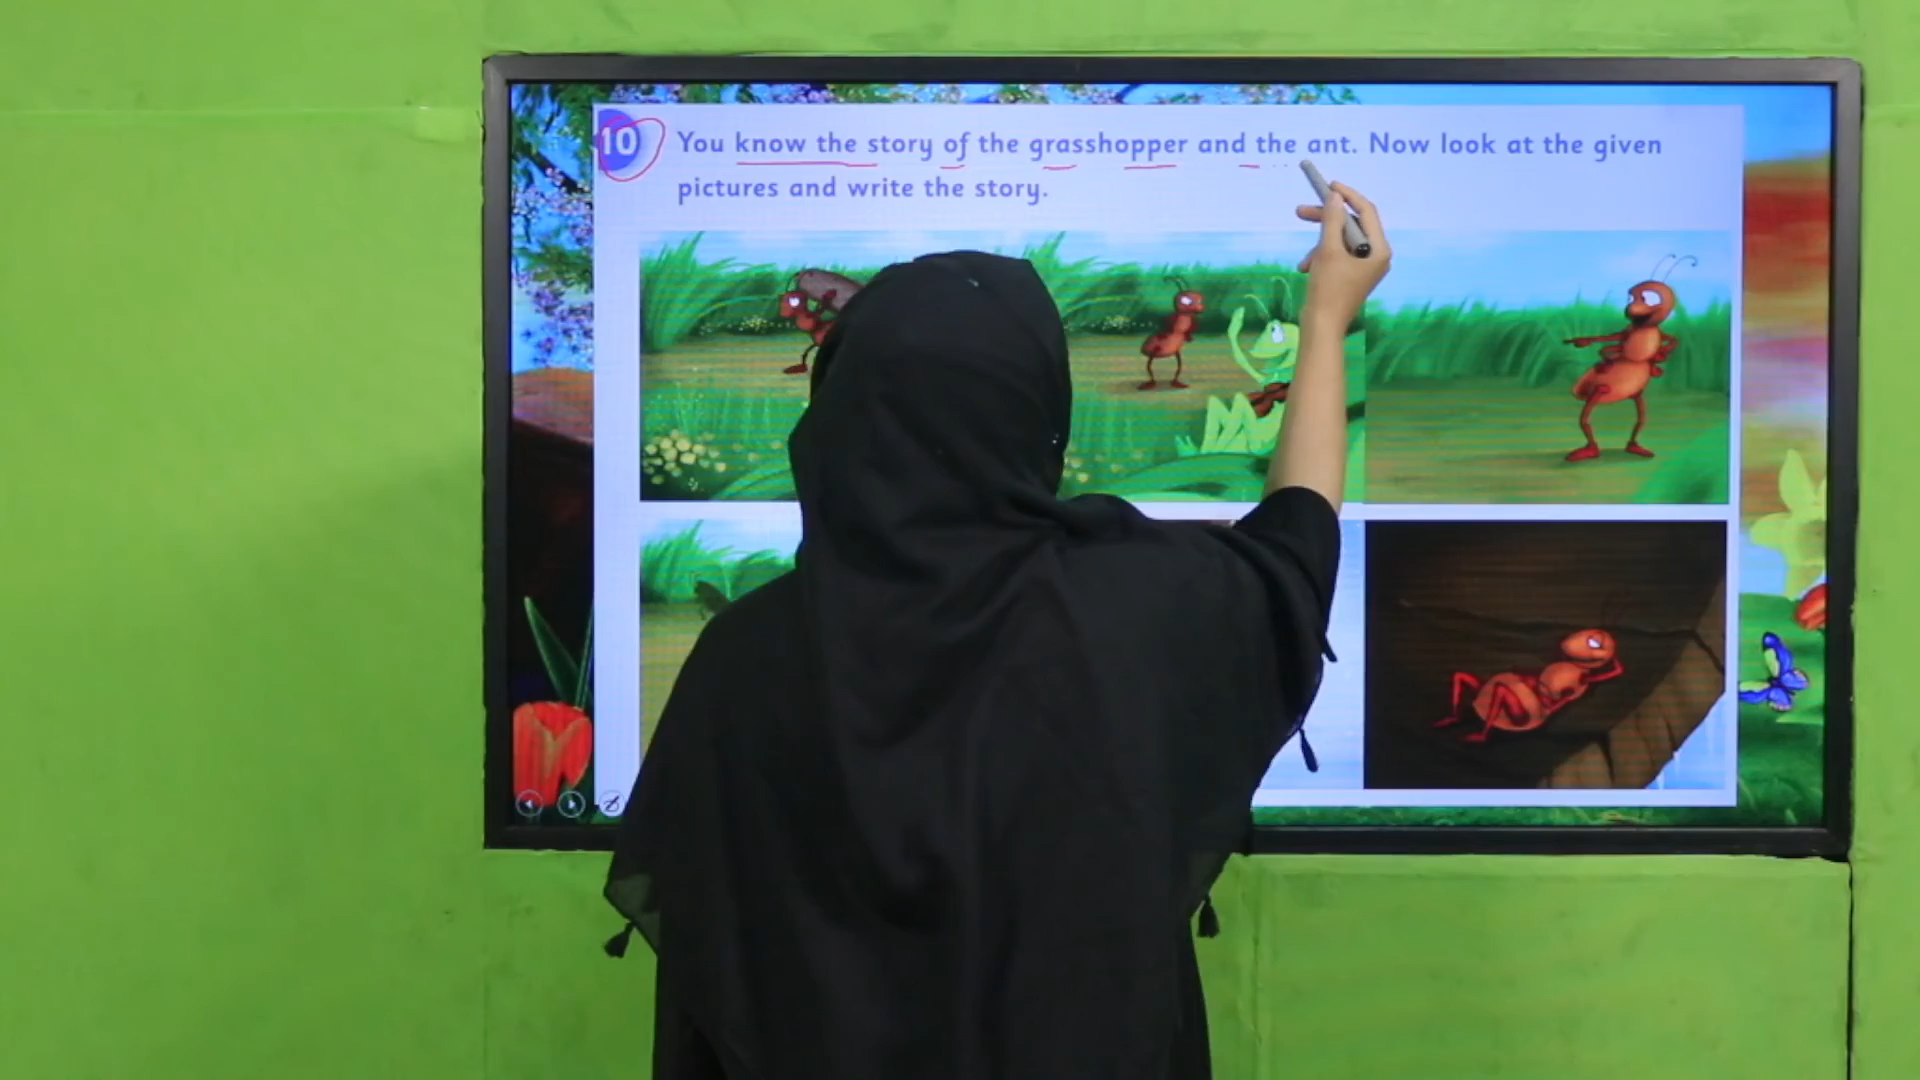 10 You know the story of the grasshopper and the ant. Now look at the given
pictures and write the story.